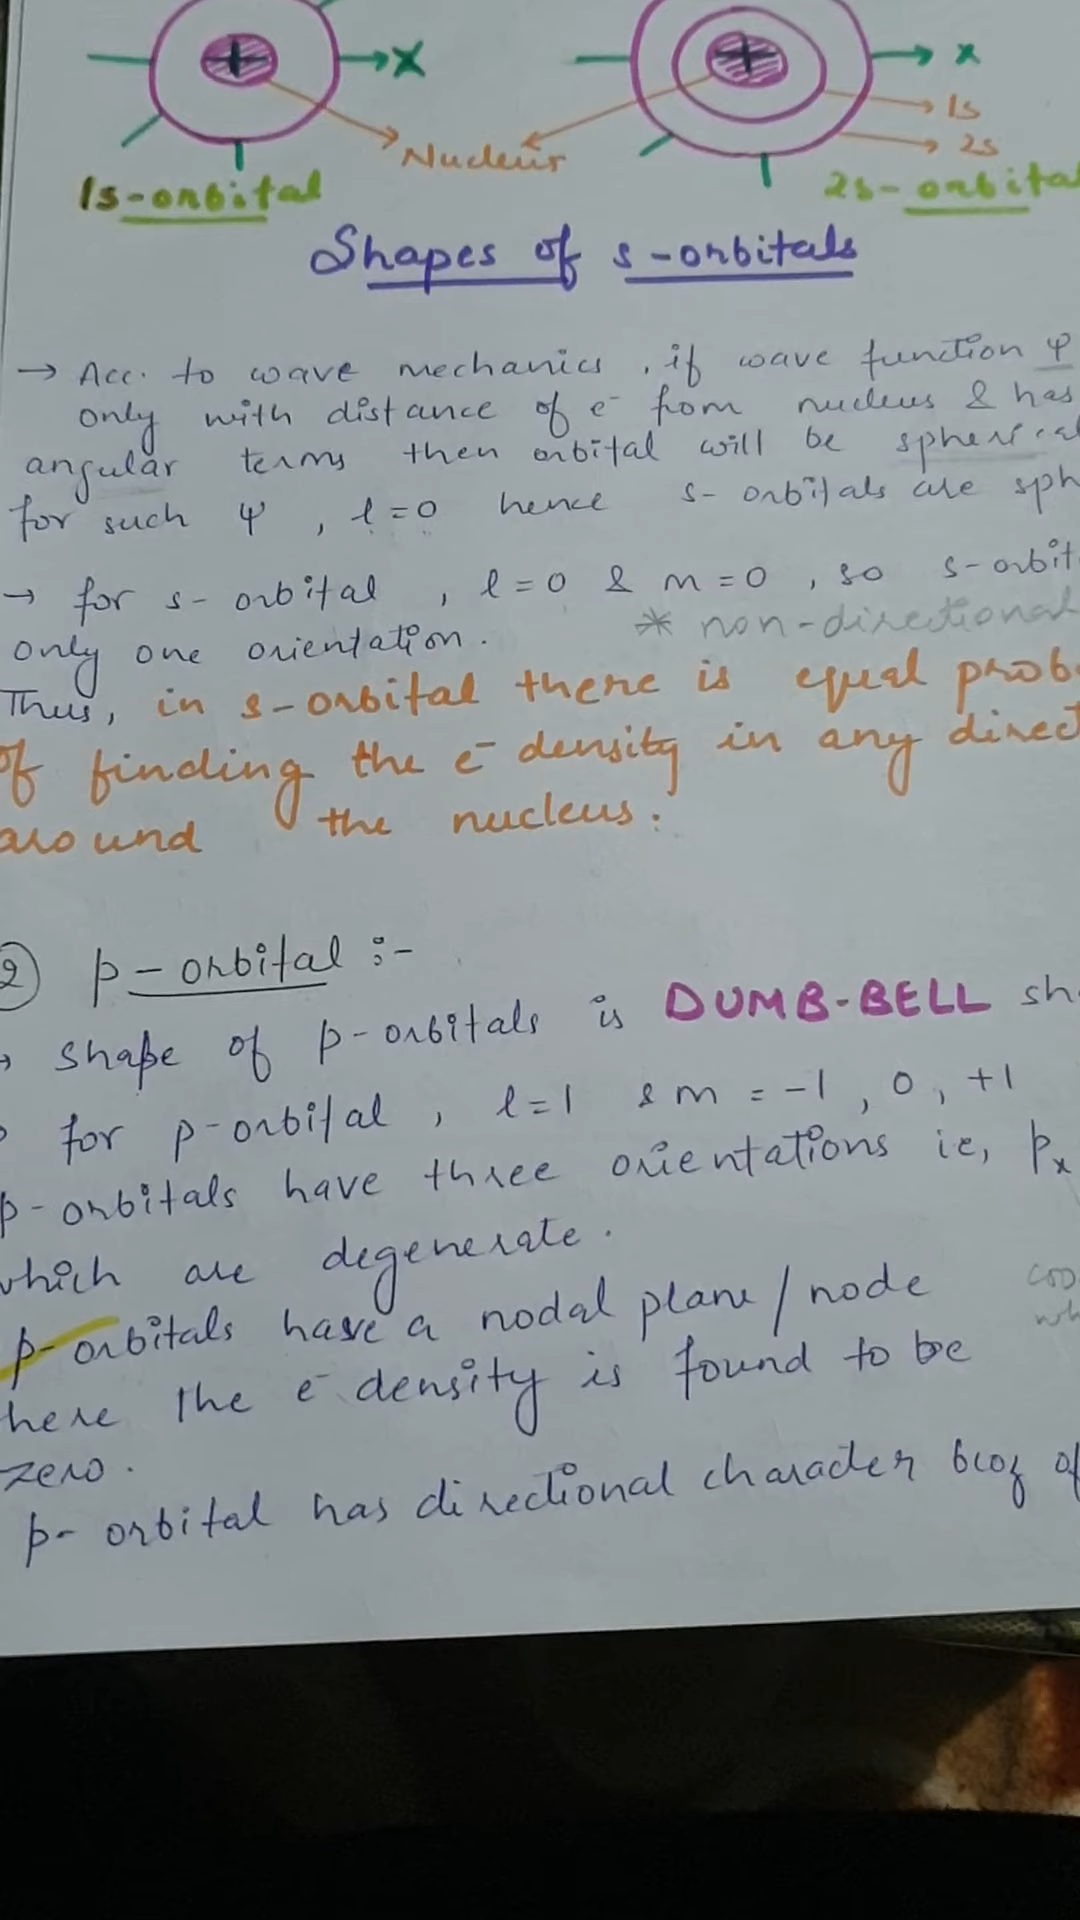 x x
1s
Nucleus 2s
1s-orbital 2s-orbital
Shapes of s-orbitals
→ Acc. to wave mechanics, if wave function ψ
only with distance of e⁻ from nucleus & has
angular terms then orbital will be spherical
for such ψ, l=0 hence s-orbitals are sph
→ for s-orbital, l=0 & m=0, so s-orbit
only one orientation. * non-directional
Thus, in s-orbital there is equal prob
of finding the e⁻ density in any direct
around the nucleus.
② p-orbital :-
→ shape of p-orbitals is DUMB-BELL sha
for p-orbital, l=1 & m = -1, 0, +1
p-orbitals have three orientations ie, px
which are degenerate.
p-orbitals have a nodal plane/node
here the e⁻ density is found to be
zero.
p-orbital has directional character bcoz of